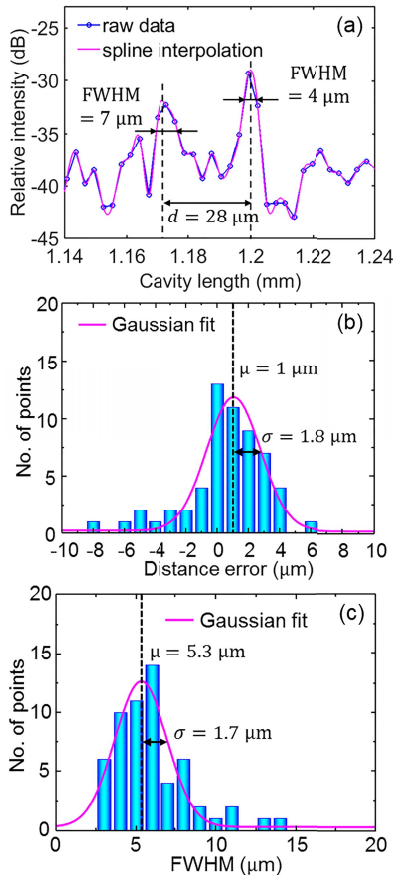 (a)
raw data
spline interpolation
FWHM
= 7 μm
FWHM
= 4 μm
d = 28 μm
Relative intensity (dB)
-25
-30
-35
-40
-45
1.14 1.16 1.18 1.2 1.22 1.24
Cavity length (mm)
(b)
Gaussian fit
μ = 1 μm
σ = 1.8 μm
No. of points
20
15
10
5
0
-10 -8 -6 -4 -2 0 2 4 6 8 10
Distance error (μm)
(c)
Gaussian fit
μ = 5.3 μm
σ = 1.7 μm
No. of points
20
15
10
5
0
0 5 10 15 20
FWHM (μm)